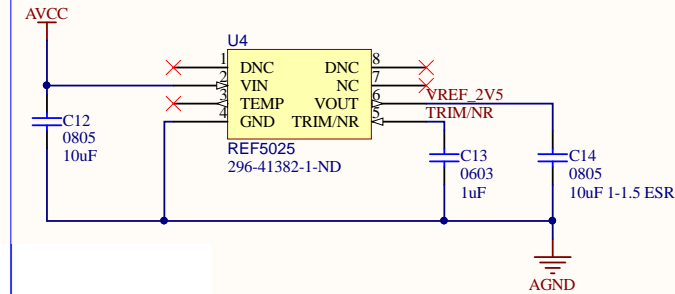 AVCC
U4
1 DNC DNC 8
2 VIN NC 7
3 TEMP VOUT 6 VREF_2V5
4 GND TRIM/NR 5 TRIM/NR
REF5025
296-41382-1-ND
C12
0805
10uF
C13
0603
1uF
C14
0805
10uF 1-1.5 ESR
AGND